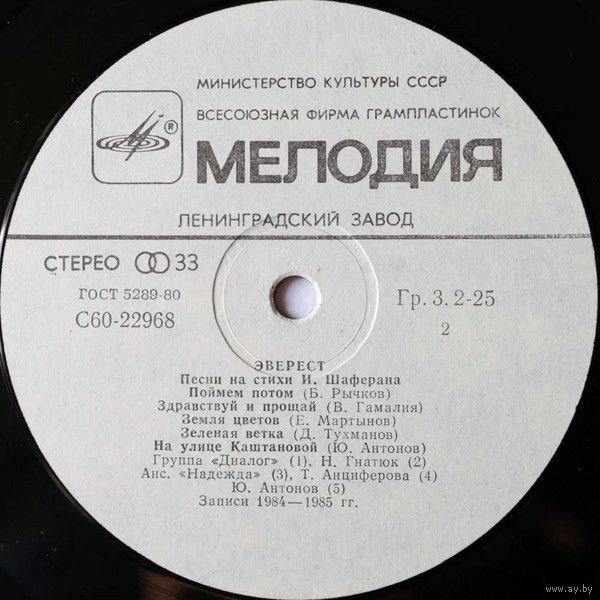 МИНИСТЕРСТВО КУЛЬТУРЫ СССР
ВСЕСОЮЗНАЯ ФИРМА ГРАМПЛАСТИНОК
®
МЕЛОДИЯ
ЛЕНИНГРАДСКИЙ ЗАВОД
СТЕРЕО 33
ГОСТ 5289-80
С60-22968
Гр. 3. 2-25
2
ЭВЕРЕСТ
Песни на стихи И. Шаферана
Поймем потом (Б. Рычков)
Здравствуй и прощай (В. Гамалия)
Земля цветов (Е. Мартынов)
Зеленая ветка (Д. Тухманов)
На улице Каштановой (Ю. Антонов)
Группа «Диалог» (1), Н. Гнатюк (2)
Анс. «Надежда» (3), Т. Анциферова (4)
Ю. Антонов (5)
Записи 1984—1985 гг.
www.ay.by